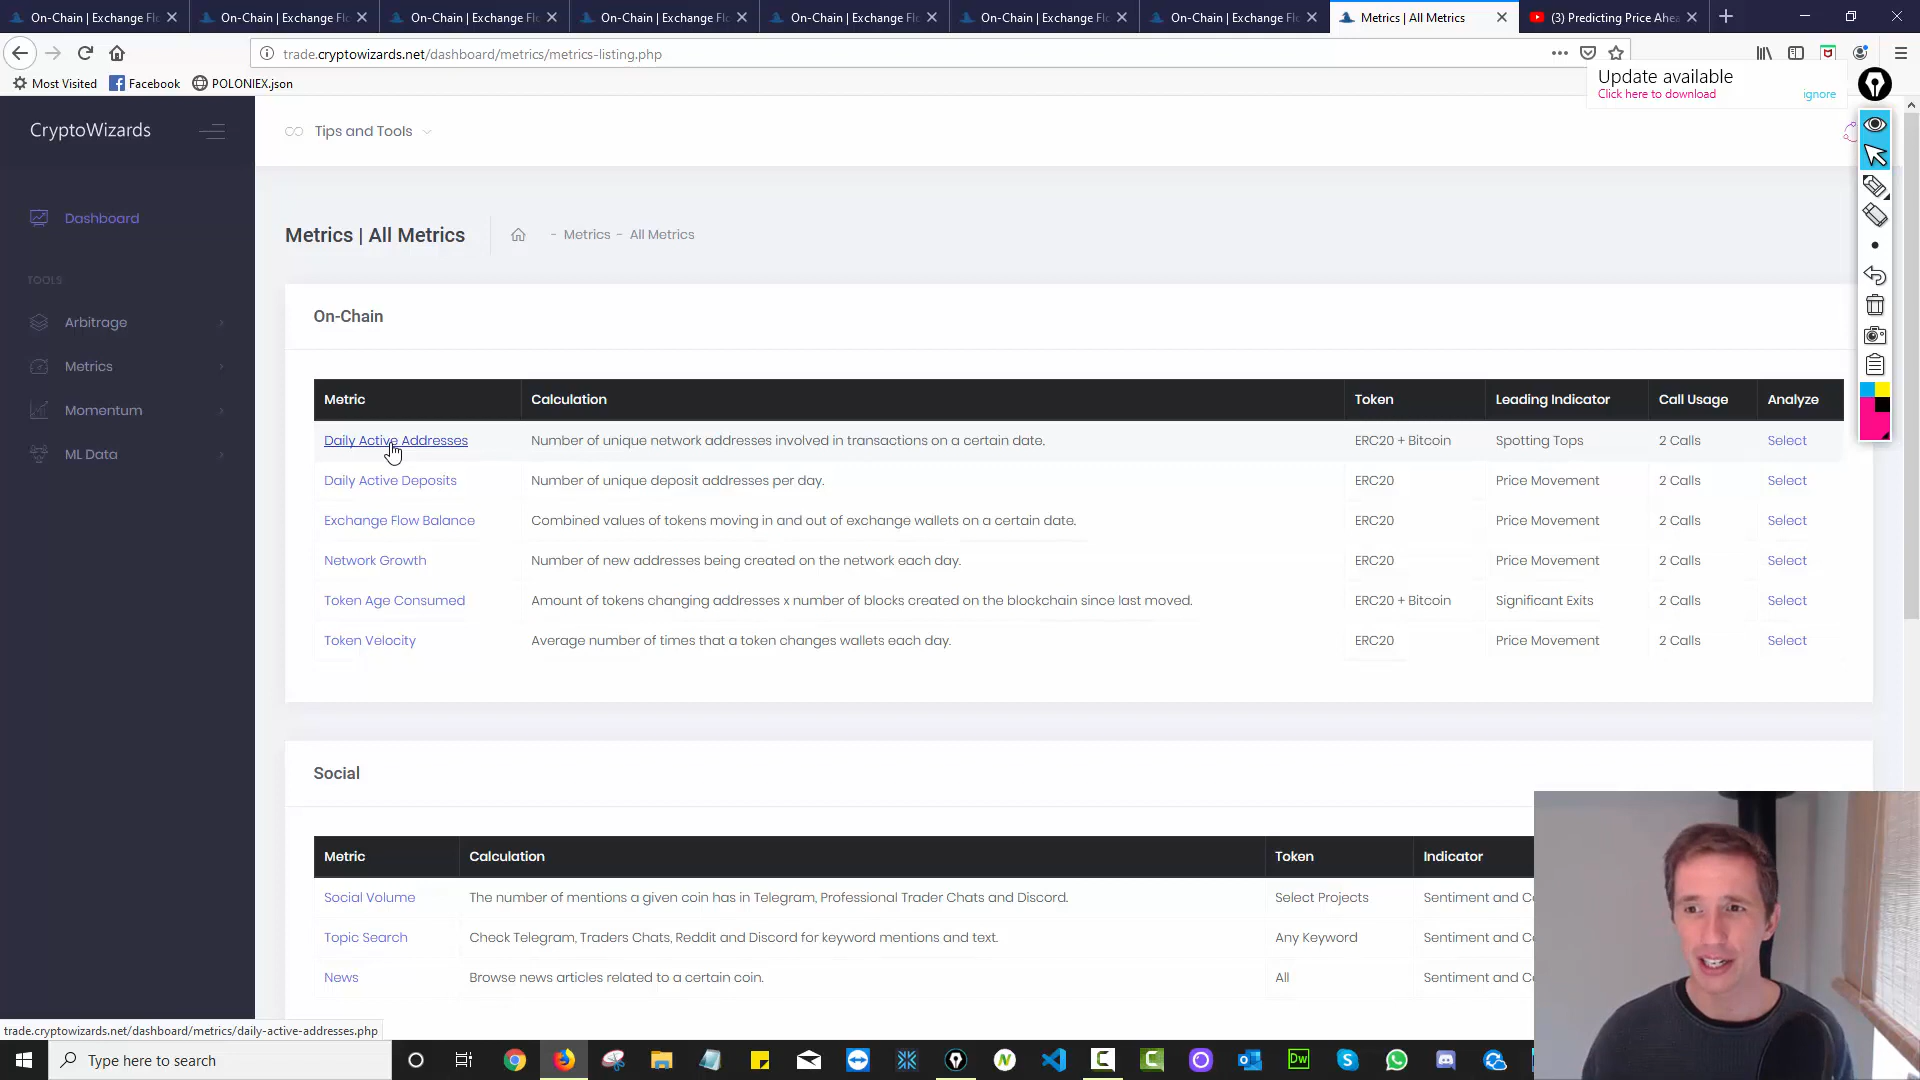 On-Chain | Exchange Flo On-Chain | Exchange Flo On-Chain | Exchange Flo On-Chain | Exchange Flo On-Chain | Exchange Flo On-Chain | Exchange Flo On-Chain | Exchange Flo Metrics | All Metrics (3) Predicting Price Ahea
trade.cryptowizards.net/dashboard/metrics/metrics-listing.php
Most Visited Facebook POLONIEX.json
Update available
Click here to download ignore
CryptoWizards
Tips and Tools
Dashboard
TOOLS
Arbitrage
Metrics
Momentum
ML Data
Metrics | All Metrics - Metrics - All Metrics
On-Chain
Metric Calculation Token Leading Indicator Call Usage Analyze
Daily Active Addresses Number of unique network addresses involved in transactions on a certain date. ERC20 + Bitcoin Spotting Tops 2 Calls Select
Daily Active Deposits Number of unique deposit addresses per day. ERC20 Price Movement 2 Calls Select
Exchange Flow Balance Combined values of tokens moving in and out of exchange wallets on a certain date. ERC20 Price Movement 2 Calls Select
Network Growth Number of new addresses being created on the network each day. ERC20 Price Movement 2 Calls Select
Token Age Consumed Amount of tokens changing addresses x number of blocks created on the blockchain since last moved. ERC20 + Bitcoin Significant Exits 2 Calls Select
Token Velocity Average number of times that a token changes wallets each day. ERC20 Price Movement 2 Calls Select
Social
Metric Calculation Token Indicator
Social Volume The number of mentions a given coin has in Telegram, Professional Trader Chats and Discord. Select Projects Sentiment and Co
Topic Search Check Telegram, Traders Chats, Reddit and Discord for keyword mentions and text. Any Keyword Sentiment and Co
News Browse news articles related to a certain coin. All Sentiment and Co
trade.cryptowizards.net/dashboard/metrics/daily-active-addresses.php
Type here to search
Dw